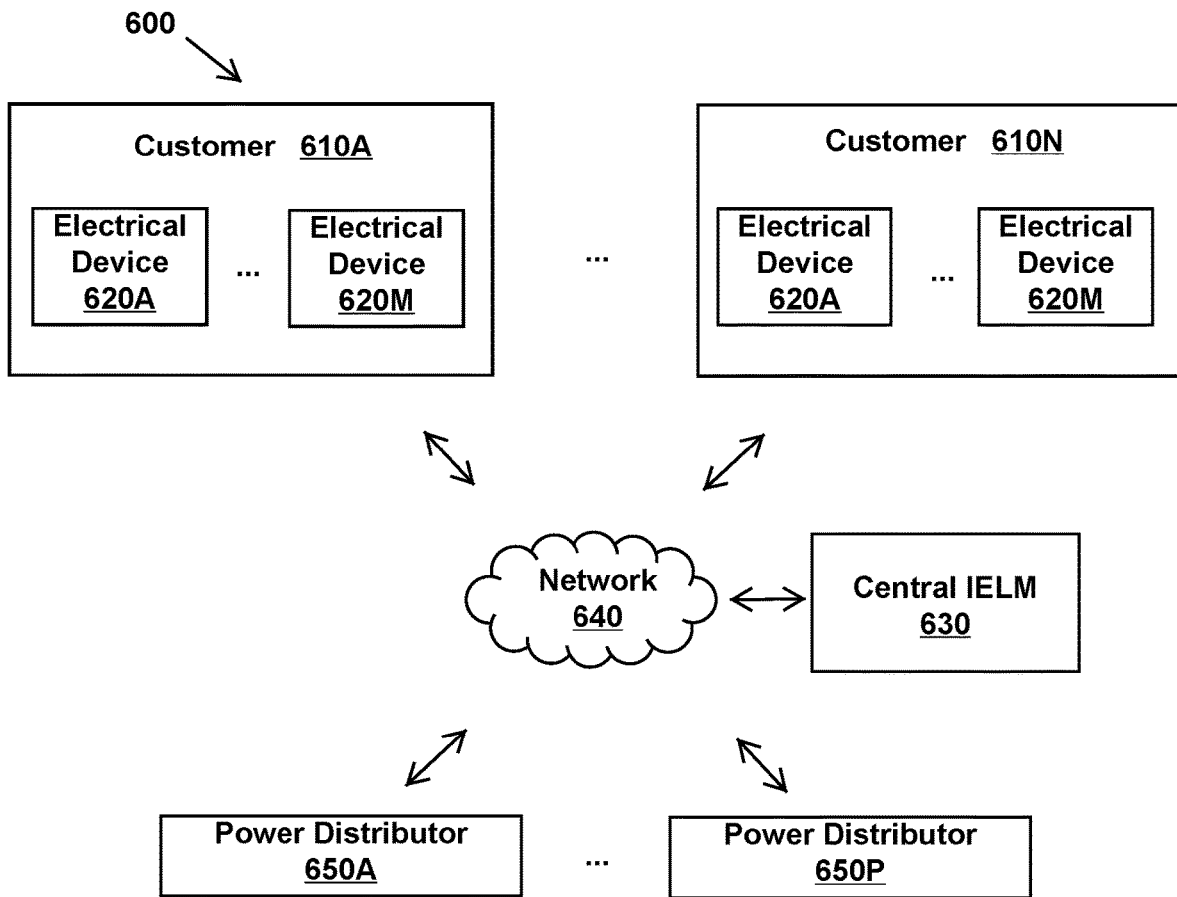 600
Customer 610A
Customer 610N
Electrical
Device
620A
...
Electrical
Device
620M
...
Electrical
Device
620A
...
Electrical
Device
620M
Network
640
Central IELM
630
Power Distributor
650A
...
Power Distributor
650P